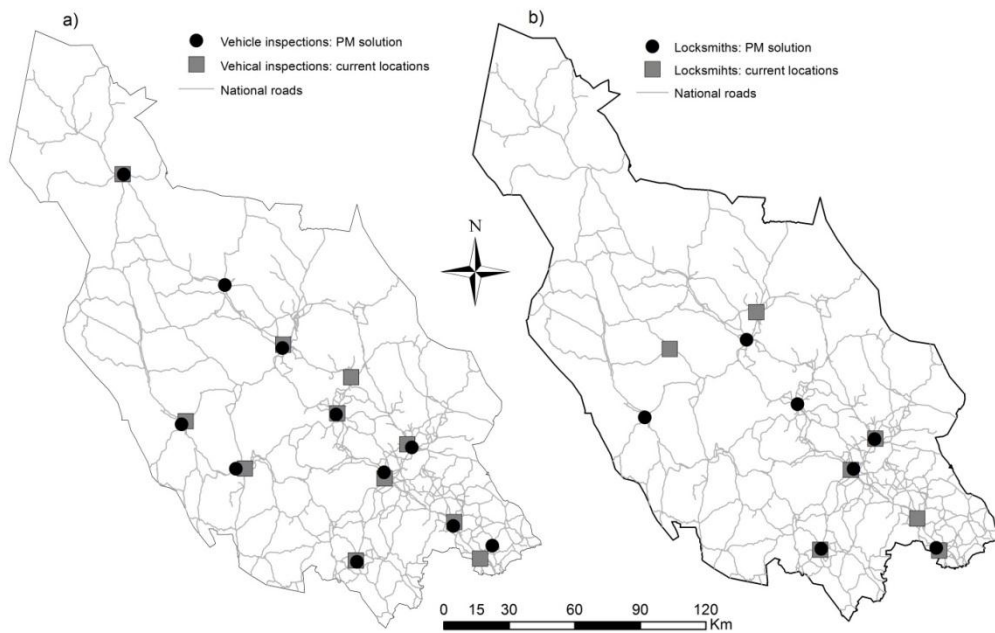 a)
Vehicle inspections: PM solution
Vehical inspections: current locations
National roads
b)
Locksmiths: PM solution
Locksmihts: current locations
National roads
N
0 15 30 60 90 120
Km